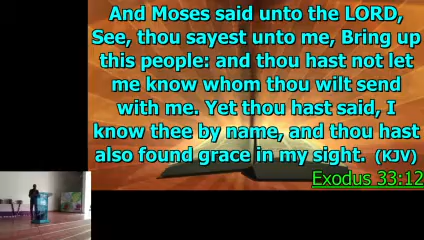 And Moses said unto the LORD,
See, thou sayest unto me, Bring up
this people: and thou hast not let
me know whom thou wilt send
with me. Yet thou hast said, I
know thee by name, and thou hast
also found grace in my sight. (KJV)
Exodus 33:12